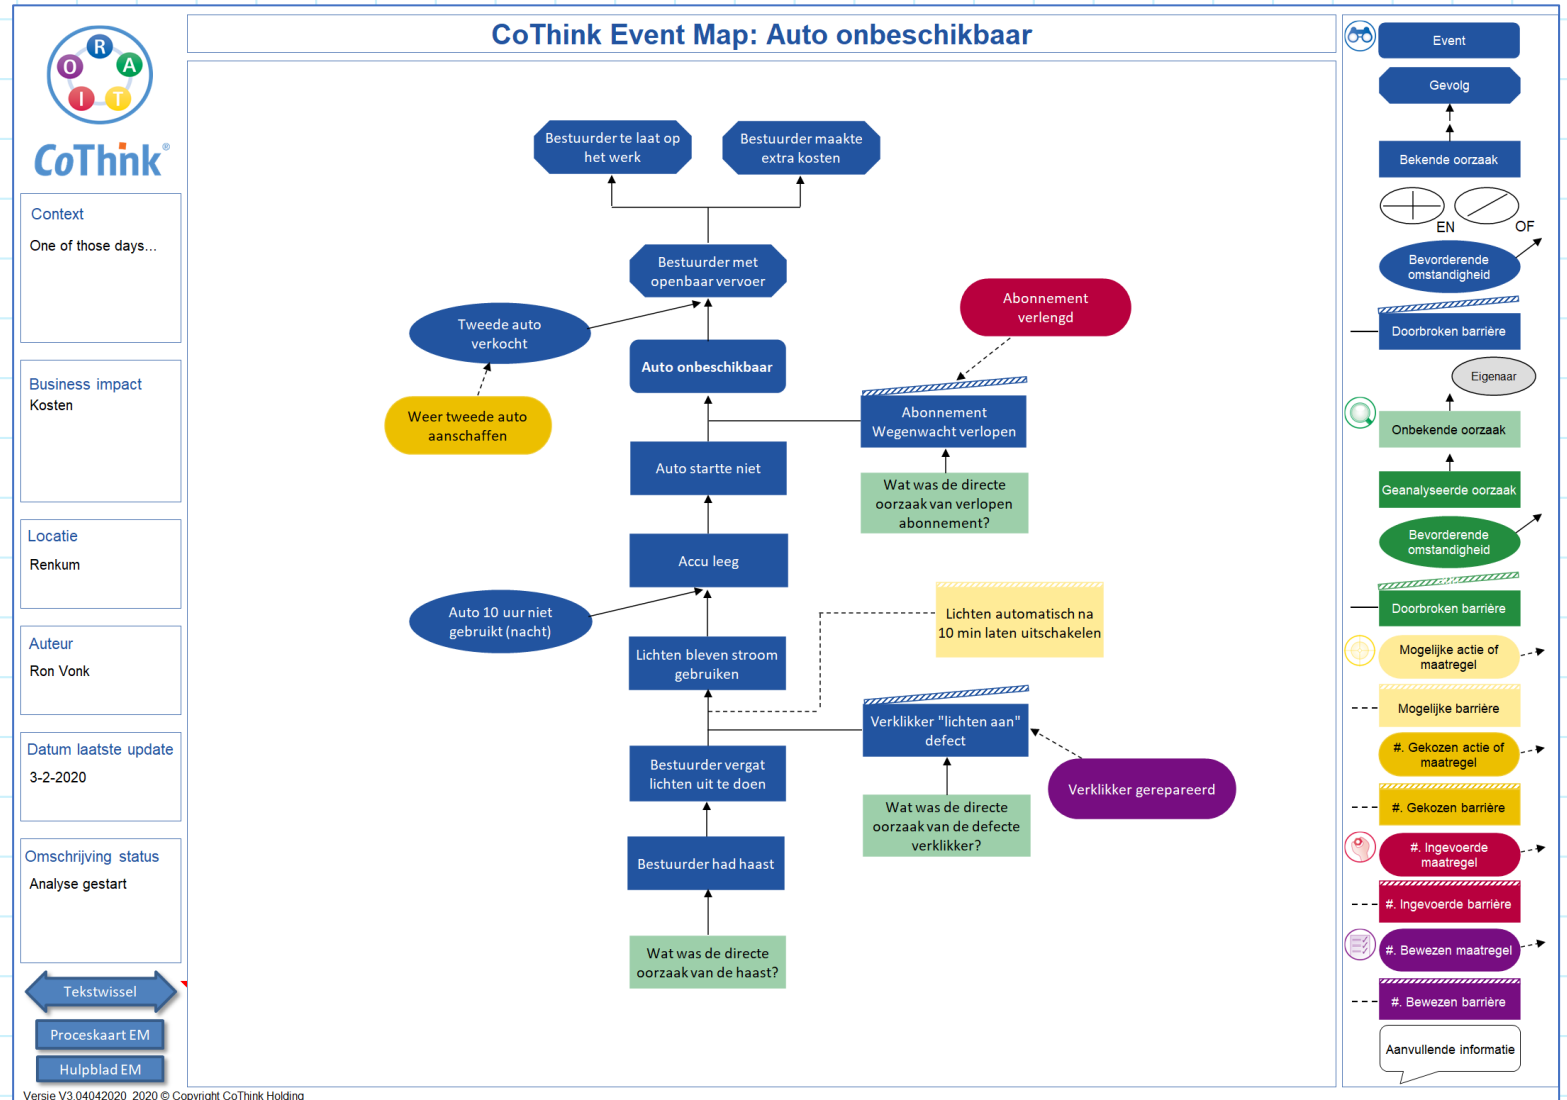 CoThink Event Map: Auto onbeschikbaar
R
O
A
I
T
CoThink®
Context
One of those days...
Business impact
Kosten
Locatie
Renkum
Auteur
Ron Vonk
Datum laatste update
3-2-2020
Omschrijving status
Analyse gestart
Tekstwissel
Proceskaart EM
Hulpblad EM
Versie V3.04042020 2020 © Copyright CoThink Holding
Bestuurder te laat op
het werk
Bestuurder maakte
extra kosten
Bestuurder met
openbaar vervoer
Tweede auto
verkocht
Abonnement
verlengd
Auto onbeschikbaar
Weer tweede auto
aanschaffen
Abonnement
Wegenwacht verlopen
Auto startte niet
Wat was de directe
oorzaak van verlopen
abonnement?
Accu leeg
Auto 10 uur niet
gebruikt (nacht)
Lichten automatisch na
10 min laten uitschakelen
Lichten bleven stroom
gebruiken
Verklikker "lichten aan"
defect
Bestuurder vergat
lichten uit te doen
Verklikker gerepareerd
Wat was de directe
oorzaak van de defecte
verklikker?
Bestuurder had haast
Wat was de directe
oorzaak van de haast?
Event
Gevolg
Bekende oorzaak
EN
OF
Bevorderende
omstandigheid
Doorbroken barrière
Eigenaar
Onbekende oorzaak
Geanalyseerde oorzaak
Bevorderende
omstandigheid
Doorbroken barrière
Mogelijke actie of
maatregel
Mogelijke barrière
#. Gekozen actie of
maatregel
#. Gekozen barrière
#. Ingevoerde
maatregel
#. Ingevoerde barrière
#. Bewezen maatregel
#. Bewezen barrière
Aanvullende informatie